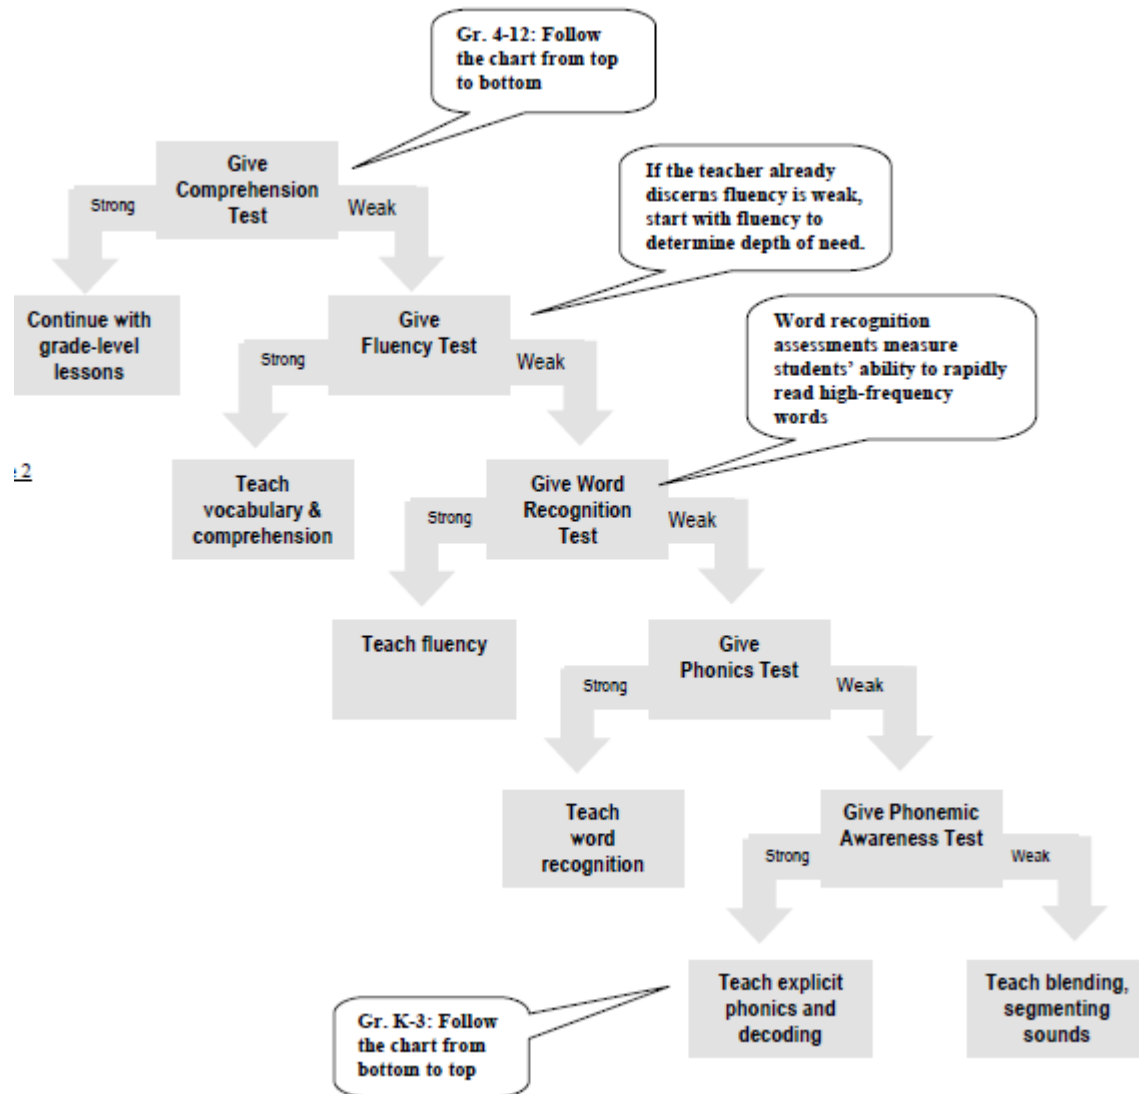 Gr. 4-12: Follow
the chart from top
to bottom
Give
Comprehension
Test
Strong
Weak
If the teacher already
discerns fluency is weak,
start with fluency to
determine depth of need.
Continue with
grade-level
lessons
Give
Fluency Test
Strong
Weak
Word recognition
assessments measure
students’ ability to rapidly
read high-frequency
words
2
Teach
vocabulary &
comprehension
Give Word
Recognition
Test
Strong
Weak
Teach fluency
Give
Phonics Test
Strong
Weak
Teach
word
recognition
Give Phonemic
Awareness Test
Strong
Weak
Teach explicit
phonics and
decoding
Teach blending,
segmenting
sounds
Gr. K-3: Follow
the chart from
bottom to top